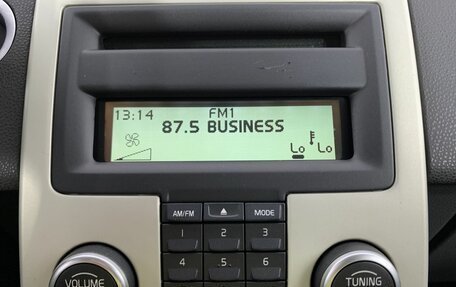 13:14 FM1
87.5 BUSINESS
Lo Lo
AM/FM MODE
1 2 3
4 5 6
VOLUME TUNING